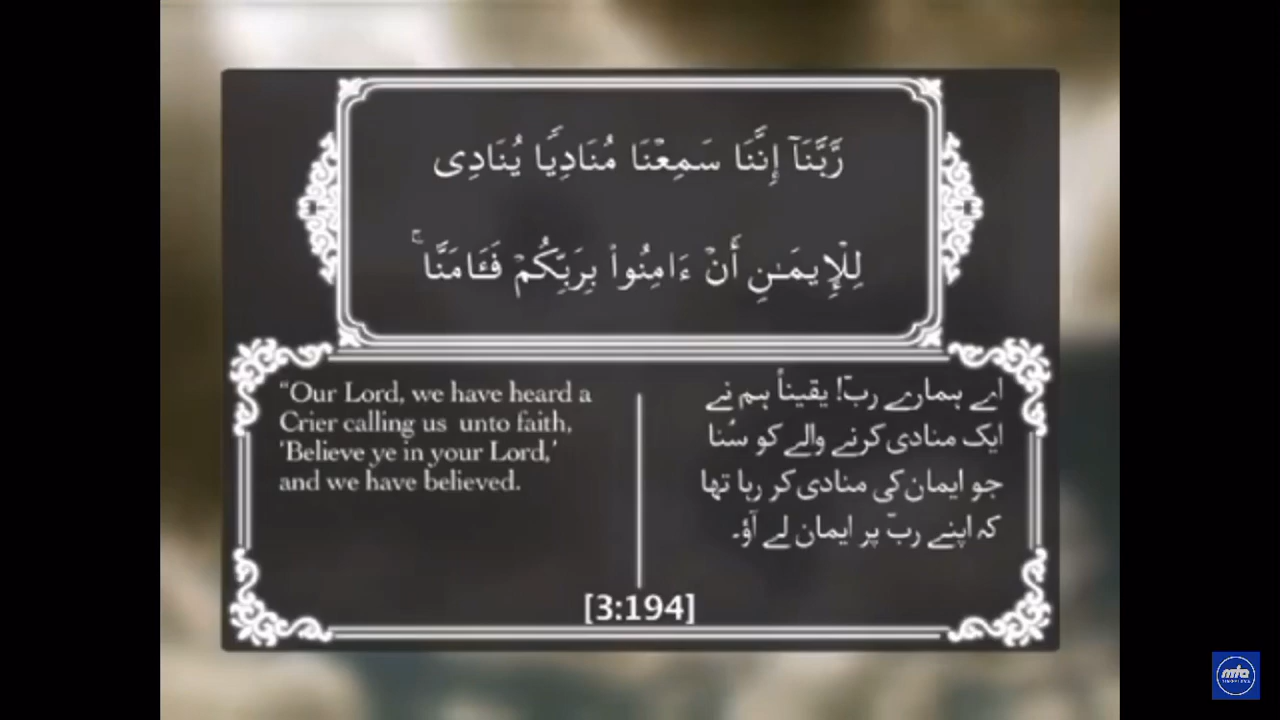 رَّبَّنَآ إِنَّنَا سَمِعْنَا مُنَادِيًا يُنَادِى
لِلْإِيمَـٰنِ أَنْ ءَامِنُوا۟ بِرَبِّكُمْ فَـَٔامَنَّا ۚ
“Our Lord, we have heard a
Crier calling us unto faith,
'Believe ye in your Lord,'
and we have believed.
اے ہمارے ربّ! یقیناً ہم نے
ایک منادی کرنے والے کو سُنا
جو ایمان کی منادی کر رہا تھا
کہ اپنے ربّ پر ایمان لے آؤ۔
[3:194]
mta